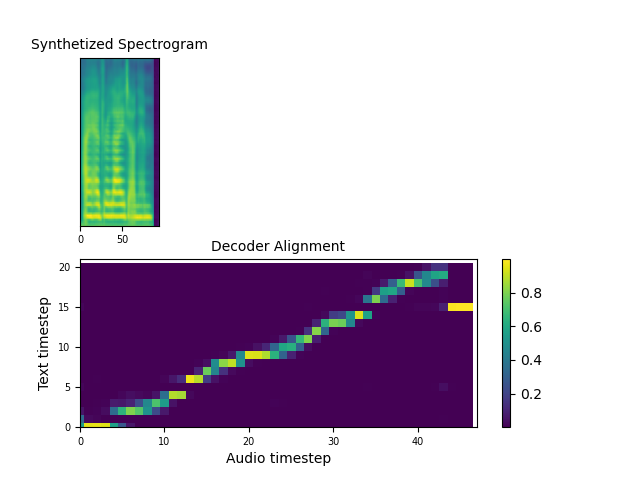 Synthetized Spectrogram
0 50
Decoder Alignment
20
15
10
5
0
Text timestep
0 10 20 30 40
Audio timestep
0.8
0.6
0.4
0.2